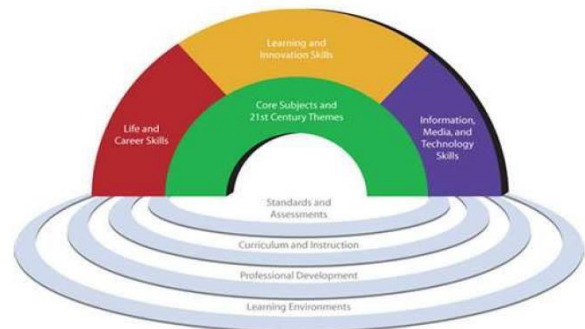 Learning and
Innovation Skills
Core Subjects and
21st Century Themes
Life and
Career Skills
Information,
Media, and
Technology
Skills
Standards and
Assessments
Curriculum and Instruction
Professional Development
Learning Environments